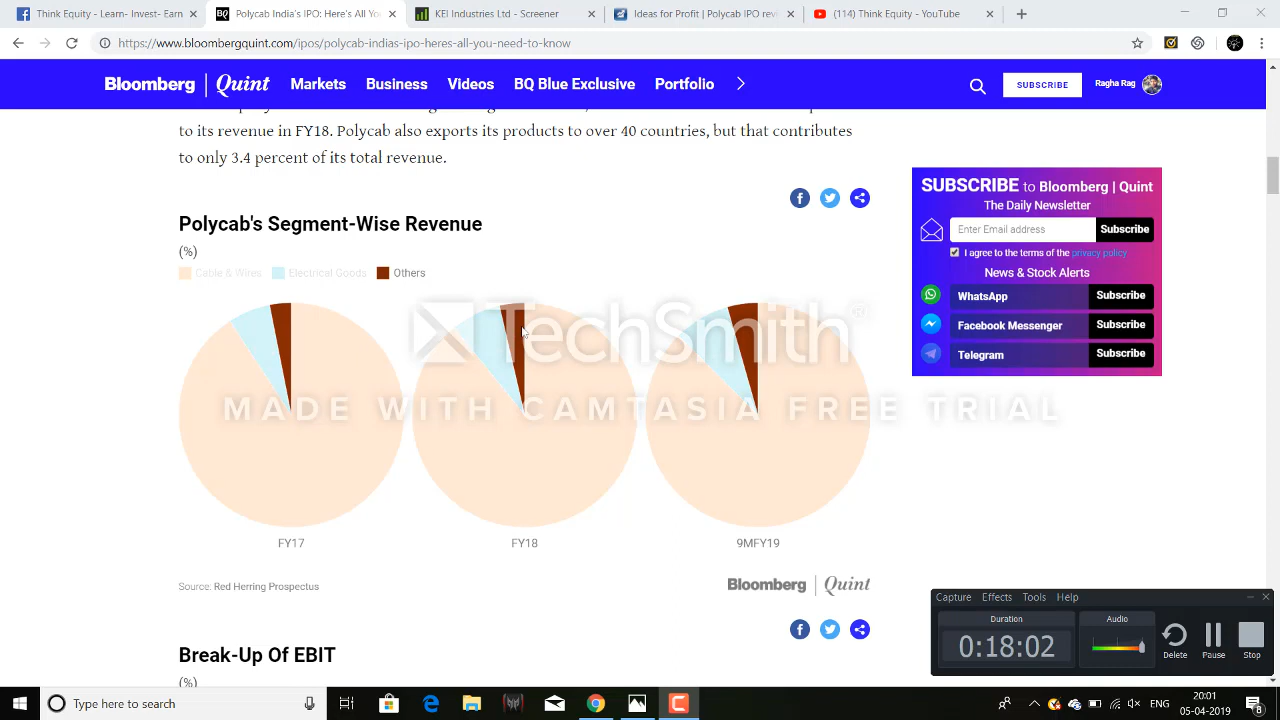 Think Equity - Learn- Invest- Earn
Polycab India's IPO: Here's All Yo
KEI Industries Ltd - Screener
Ideas for Profit | Polycab IPO revi
(114) Think Equity - YouTube
https://www.bloombergquint.com/ipos/polycab-indias-ipo-heres-all-you-need-to-know
Bloomberg | Quint
Markets
Business
Videos
BQ Blue Exclusive
Portfolio
SUBSCRIBE
Ragha Rag
to its revenue in FY18. Polycab also exports its products to over 40 countries, but that contributes
to only 3.4 percent of its total revenue.
SUBSCRIBE to Bloomberg | Quint
The Daily Newsletter
Enter Email address
Subscribe
I agree to the terms of the privacy policy
News & Stock Alerts
WhatsApp
Subscribe
Facebook Messenger
Subscribe
Telegram
Subscribe
Polycab's Segment-Wise Revenue
(%)
Cable & Wires
Electrical Goods
Others
TechSmith®
MADE WITH CAMTASIA FREE TRIAL
FY17
FY18
9MFY19
Source: Red Herring Prospectus
Bloomberg | Quint
Break-Up Of EBIT
(%)
Capture
Effects
Tools
Help
Duration
0:18:02
Audio
Delete
Pause
Stop
Type here to search
ENG
20:01
05-04-2019